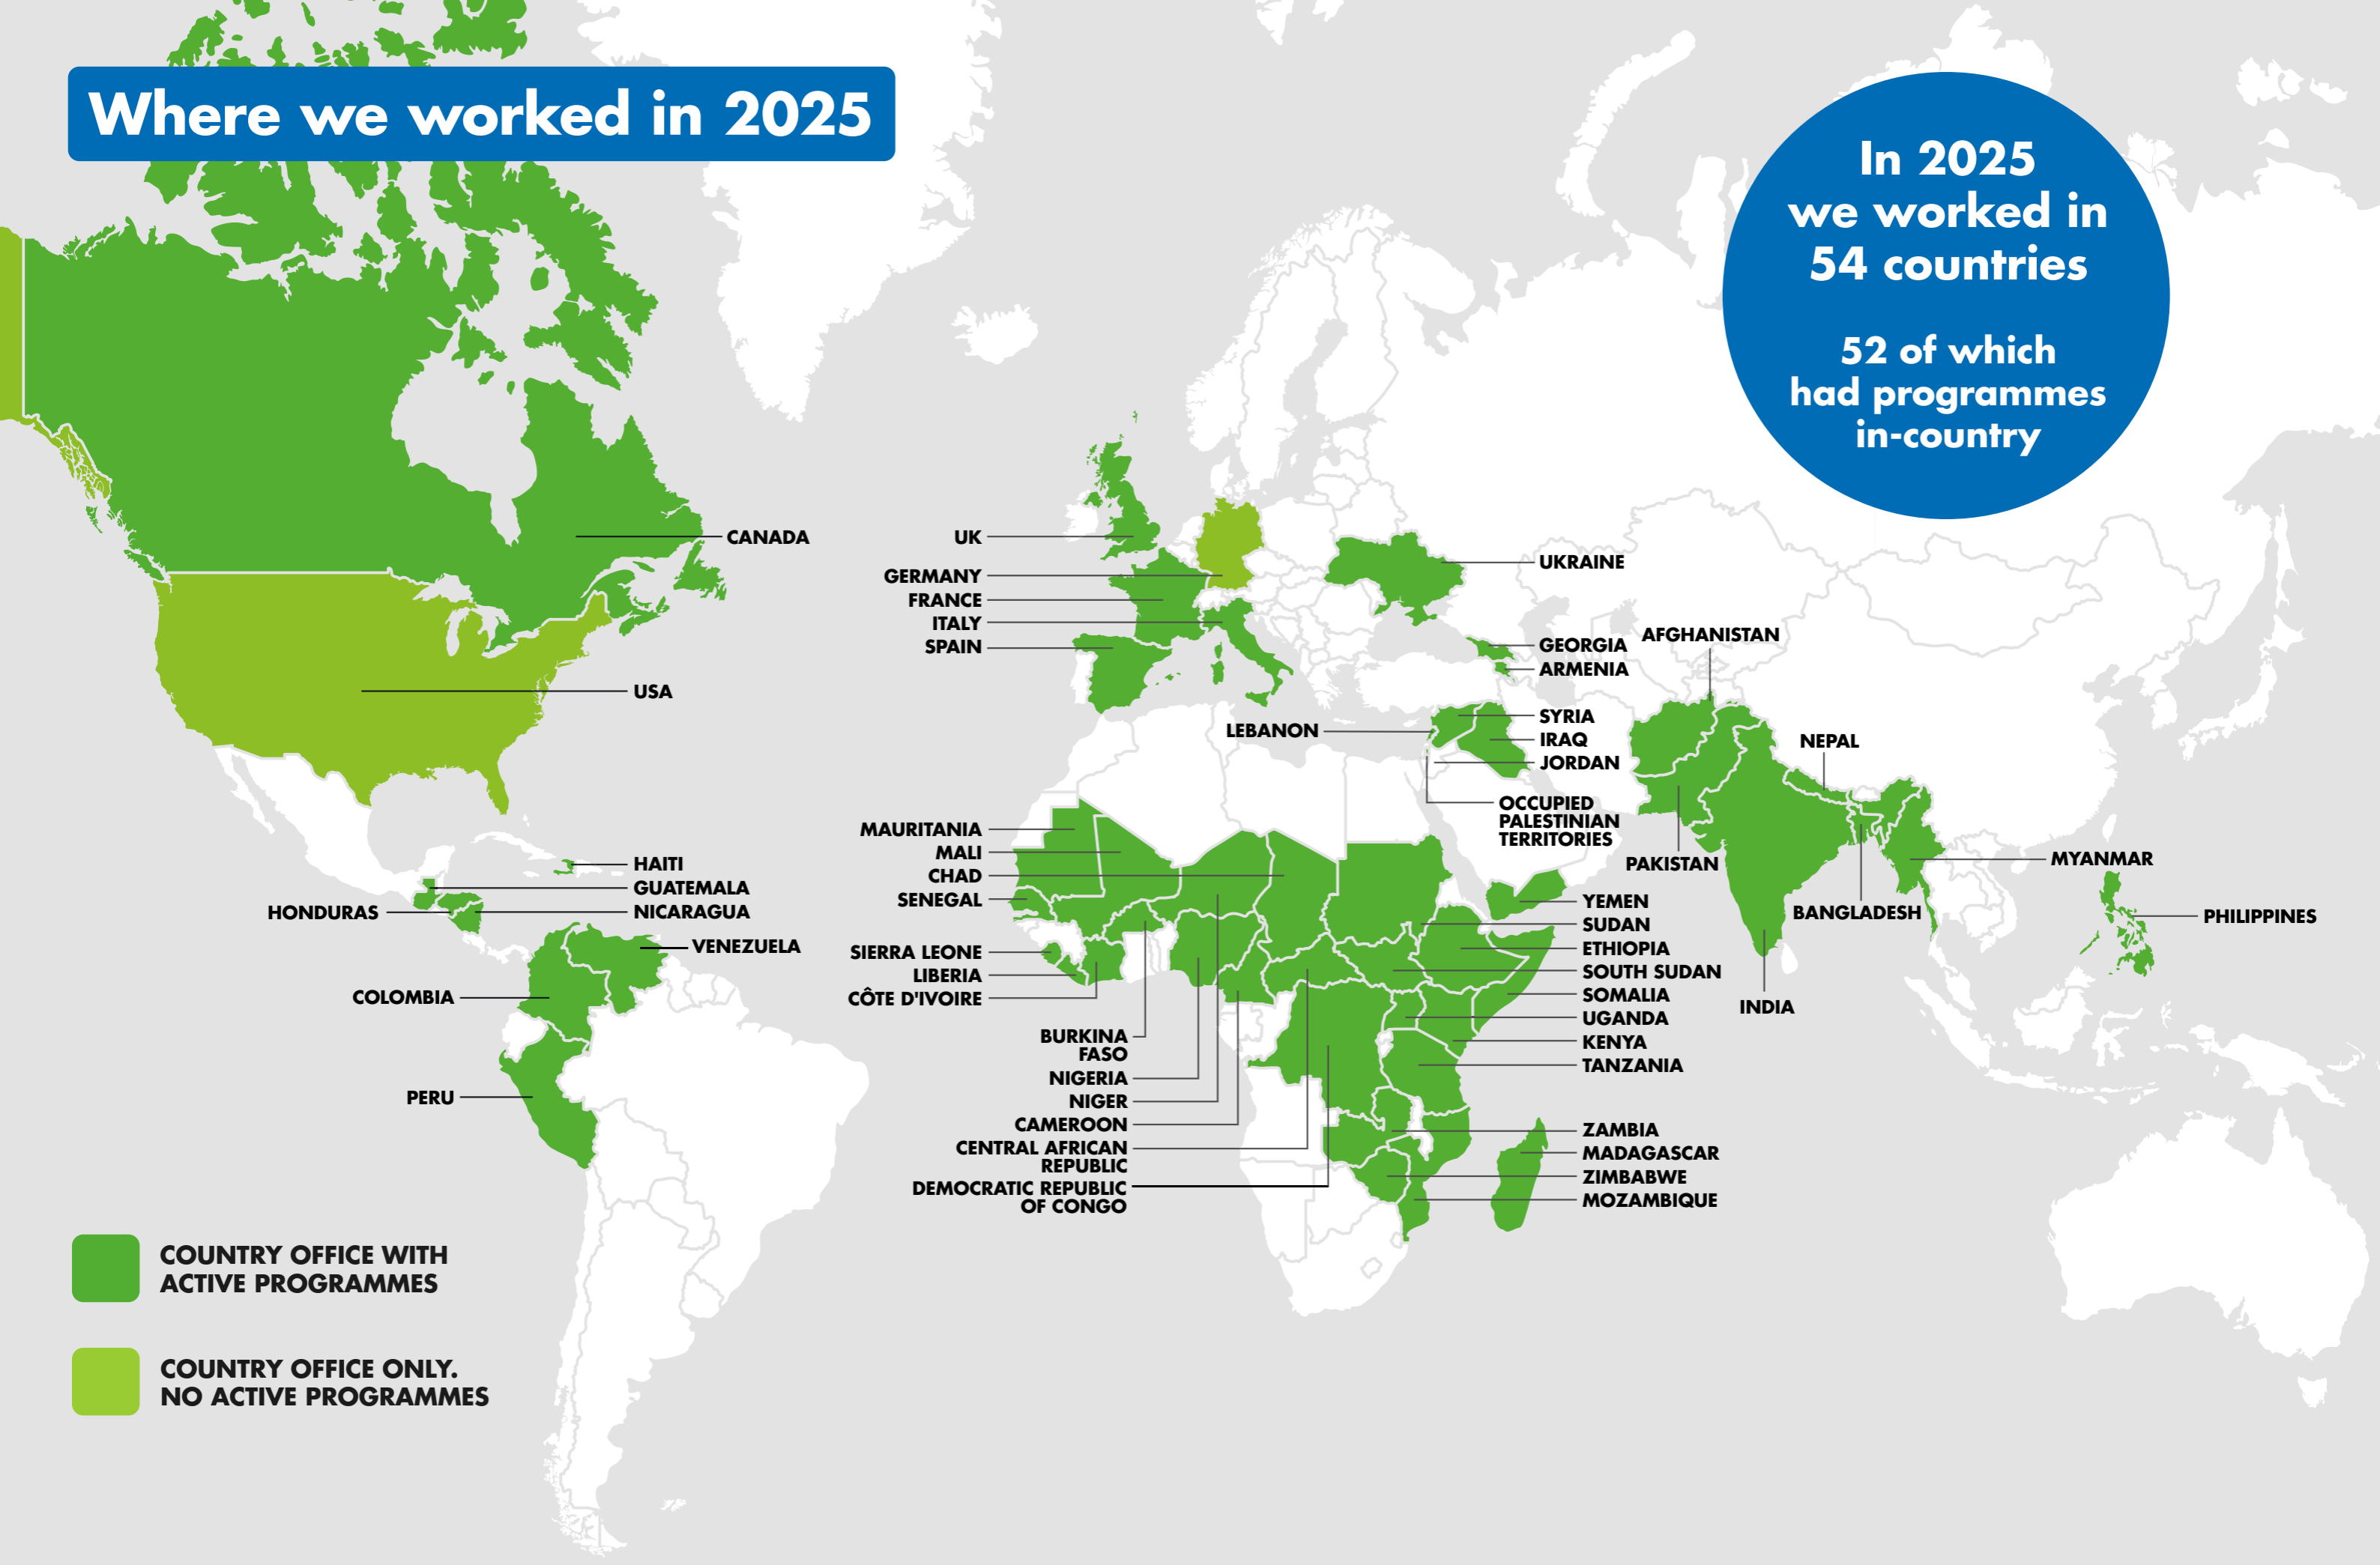 Where we worked in 2025
In 2025
we worked in
54 countries
52 of which
had programmes
in-country
CANADA
USA
HAITI
GUATEMALA
HONDURAS
NICARAGUA
VENEZUELA
COLOMBIA
PERU
UK
GERMANY
FRANCE
ITALY
SPAIN
UKRAINE
GEORGIA
ARMENIA
AFGHANISTAN
LEBANON
SYRIA
IRAQ
JORDAN
OCCUPIED
PALESTINIAN
TERRITORIES
NEPAL
PAKISTAN
MYANMAR
BANGLADESH
PHILIPPINES
INDIA
MAURITANIA
MALI
CHAD
SENEGAL
SIERRA LEONE
LIBERIA
CÔTE D'IVOIRE
BURKINA
FASO
NIGERIA
NIGER
CAMEROON
CENTRAL AFRICAN
REPUBLIC
DEMOCRATIC REPUBLIC
OF CONGO
YEMEN
SUDAN
ETHIOPIA
SOUTH SUDAN
SOMALIA
UGANDA
KENYA
TANZANIA
ZAMBIA
MADAGASCAR
ZIMBABWE
MOZAMBIQUE
COUNTRY OFFICE WITH
ACTIVE PROGRAMMES
COUNTRY OFFICE ONLY.
NO ACTIVE PROGRAMMES